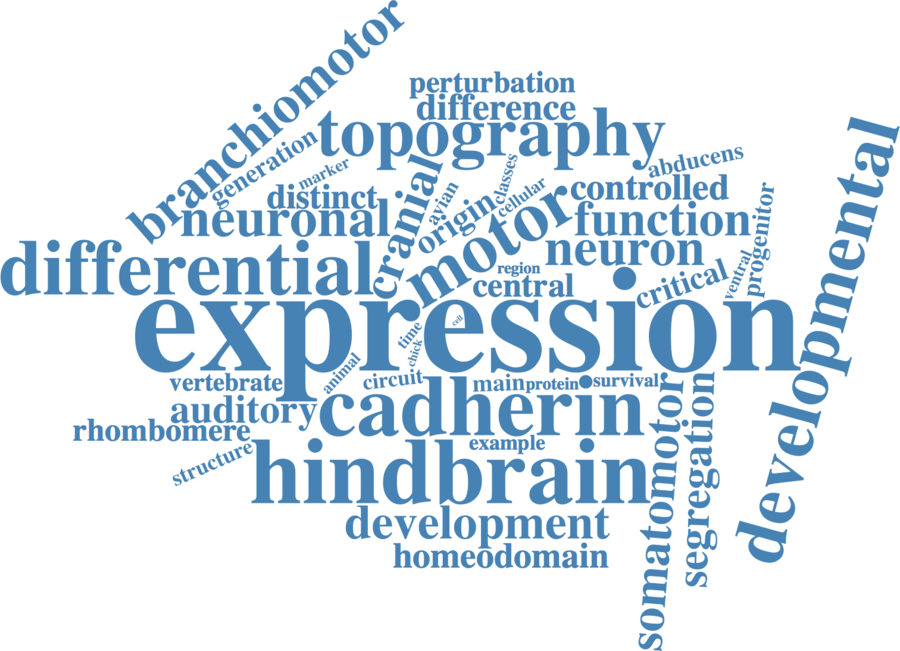 branchiomotor
perturbation
difference
topography
generation
marker
distinct
neuronal
cranial
avian
classes
cellular
origin
motor
abducens
controlled
function
neuron
progenitor
ventral
critical
region
central
differential
expression
developmental
time
chick
cell
animal
circuit
vertebrate
auditory
main
protein
survival
cadherin
rhombomere
example
structure
hindbrain
somatomotor
segregation
development
homeodomain